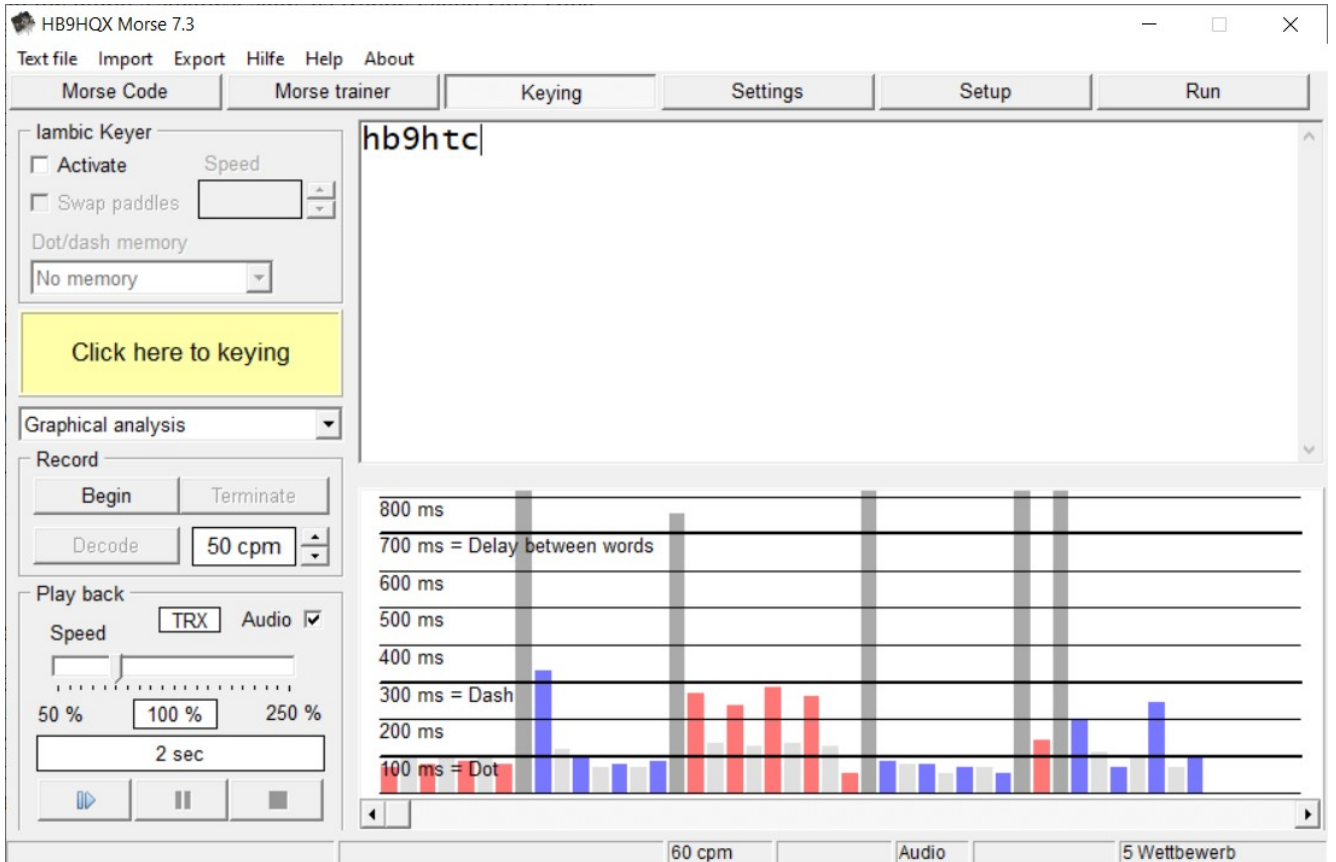 HB9HQX Morse 7.3
Text file Import Export Hilfe Help About
Morse Code Morse trainer Keying Settings Setup Run
Iambic Keyer
Activate Speed
Swap paddles
Dot/dash memory
No memory
hb9htc
Click here to keying
Graphical analysis
Record
Begin Terminate
Decode 50 cpm
Play back
TRX Audio
Speed
50 % 100 % 250 %
2 sec
800 ms
700 ms = Delay between words
600 ms
500 ms
400 ms
300 ms = Dash
200 ms
100 ms = Dot
60 cpm Audio 5 Wettbewerb